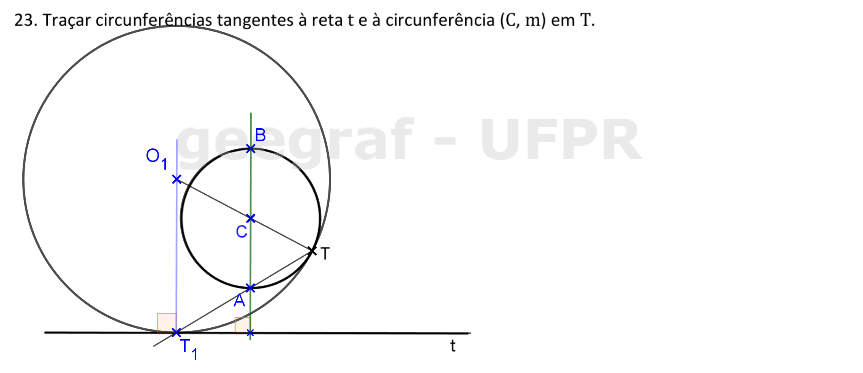 23. Traçar circunferências tangentes à reta t e à circunferência (C, m) em T.
geegraf - UFPR
B
O1
C
T
A
T1
t